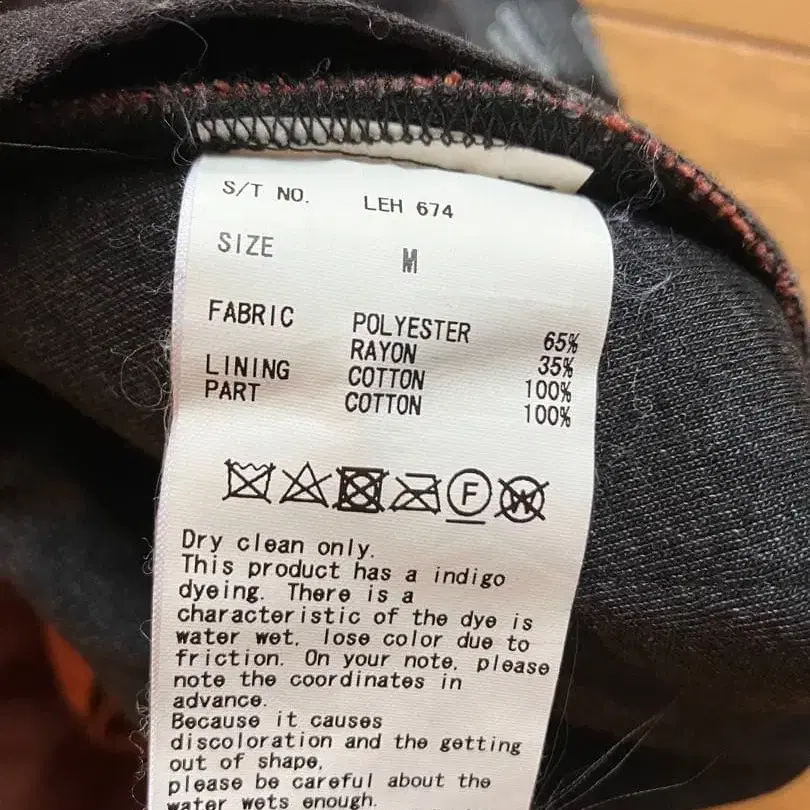 S/T NO. LEH 674
SIZE M
FABRIC POLYESTER 65%
RAYON 35%
LINING COTTON 100%
PART COTTON 100%
F W
Dry clean only.
This product has a indigo
dyeing. There is a
characteristic of the dye is
water wet, lose color due to
friction. On your note, please
note the coordinates in
advance.
Because it causes
discoloration and the getting
out of shape,
please be careful about the
water wets enough.